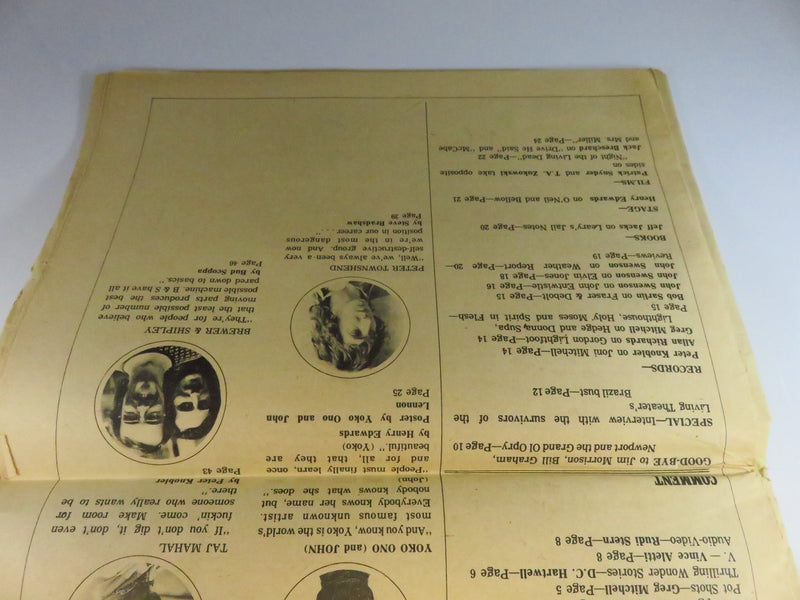 Pot Shots—Greg Mitchell—Page 5
Thrilling Wonder Stories—D.C. Hartwell—Page 6
V. — Vince Aletti—Page 8
Audio-Video—Rudi Stern—Page 8
COMMENT
GOOD-BYE to Jim Morrison, Bill Graham,
Newport and the Grand Ol Opry—Page 10
SPECIAL—Interview with the survivors of the
Living Theater's
Brazil bust—Page 12
RECORDS—
Peter Knobler on Joni Mitchell—Page 14
Allan Richards on Gordon Lightfoot—Page 14
Greg Mitchell on Hedge and Donna, Supa,
Lighthouse, Holy Moses and Spirit in Flesh—
Page 15
Bob Sarlin on Fraser & Debolt—Page 15
John Swenson on John Entwistle—Page 16
John Swenson on Elvin Jones—Page 18
John Swenson on Weather Report—Page 20—
Reviews—Page 19
BOOKS—
Jeff Jacks on Leary's Jail Notes—Page 20
STAGE—
Henry Edwards on O'Neil and Bellow—Page 21
FILMS—
Patrick Snyder and T.A. Zukowski take opposite
sides on
"Night of the Living Dead"—Page 22
Jack Breschard on "Drive He Said" and "McCabe
and Mrs. Miller"—Page 24
YOKO ONO (and JOHN)
"And you know, Yoko is the world's
most famous unknown artist.
Everybody knows her name, but
nobody knows what she does."
(John)
"People must finally learn, once
and for all, that they are
beautiful." (Yoko)
by Henry Edwards
Poster by Yoko Ono and John
Lennon
Page 25
PETER TOWNSHEND
"Well, we've always been a very
self-destructive group. And now
we're in the most dangerous
position in our career . . . ."
by Steve Bradshaw
Page 39
TAJ MAHAL
"If you don't dig it, don't even
fuckin' come. Make room for
someone who really wants to be
there."
by Peter Knobler
Page 43
BREWER & SHIPLEY
"They're for people who believe
that the least possible number of
moving parts produces the best
possible machine. B & S have it all
pared down to basics."
by Bud Scoppa
Page 46